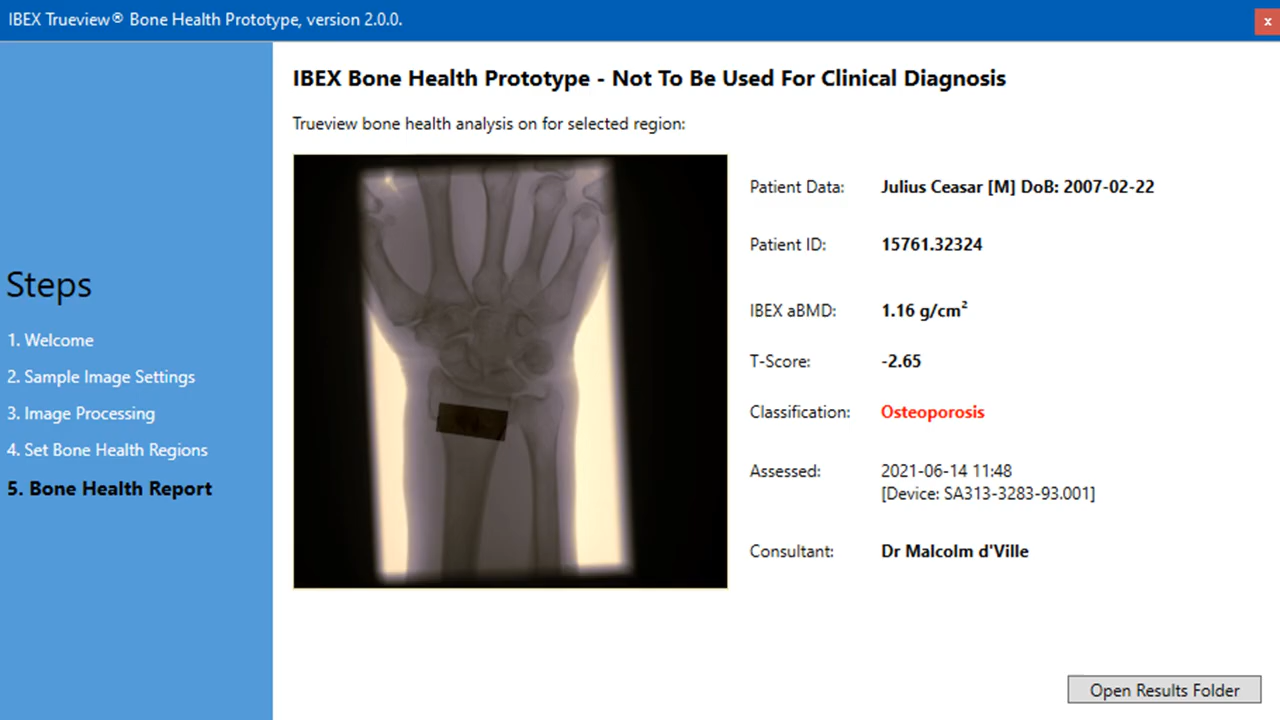 IBEX Trueview® Bone Health Prototype, version 2.0.0.
x
IBEX Bone Health Prototype - Not To Be Used For Clinical Diagnosis
Trueview bone health analysis on for selected region:
Steps
1. Welcome
2. Sample Image Settings
3. Image Processing
4. Set Bone Health Regions
5. Bone Health Report
Patient Data: Julius Ceasar [M] DoB: 2007-02-22
Patient ID: 15761.32324
IBEX aBMD: 1.16 g/cm²
T-Score: -2.65
Classification: Osteoporosis
Assessed: 2021-06-14 11:48
[Device: SA313-3283-93.001]
Consultant: Dr Malcolm d'Ville
Open Results Folder